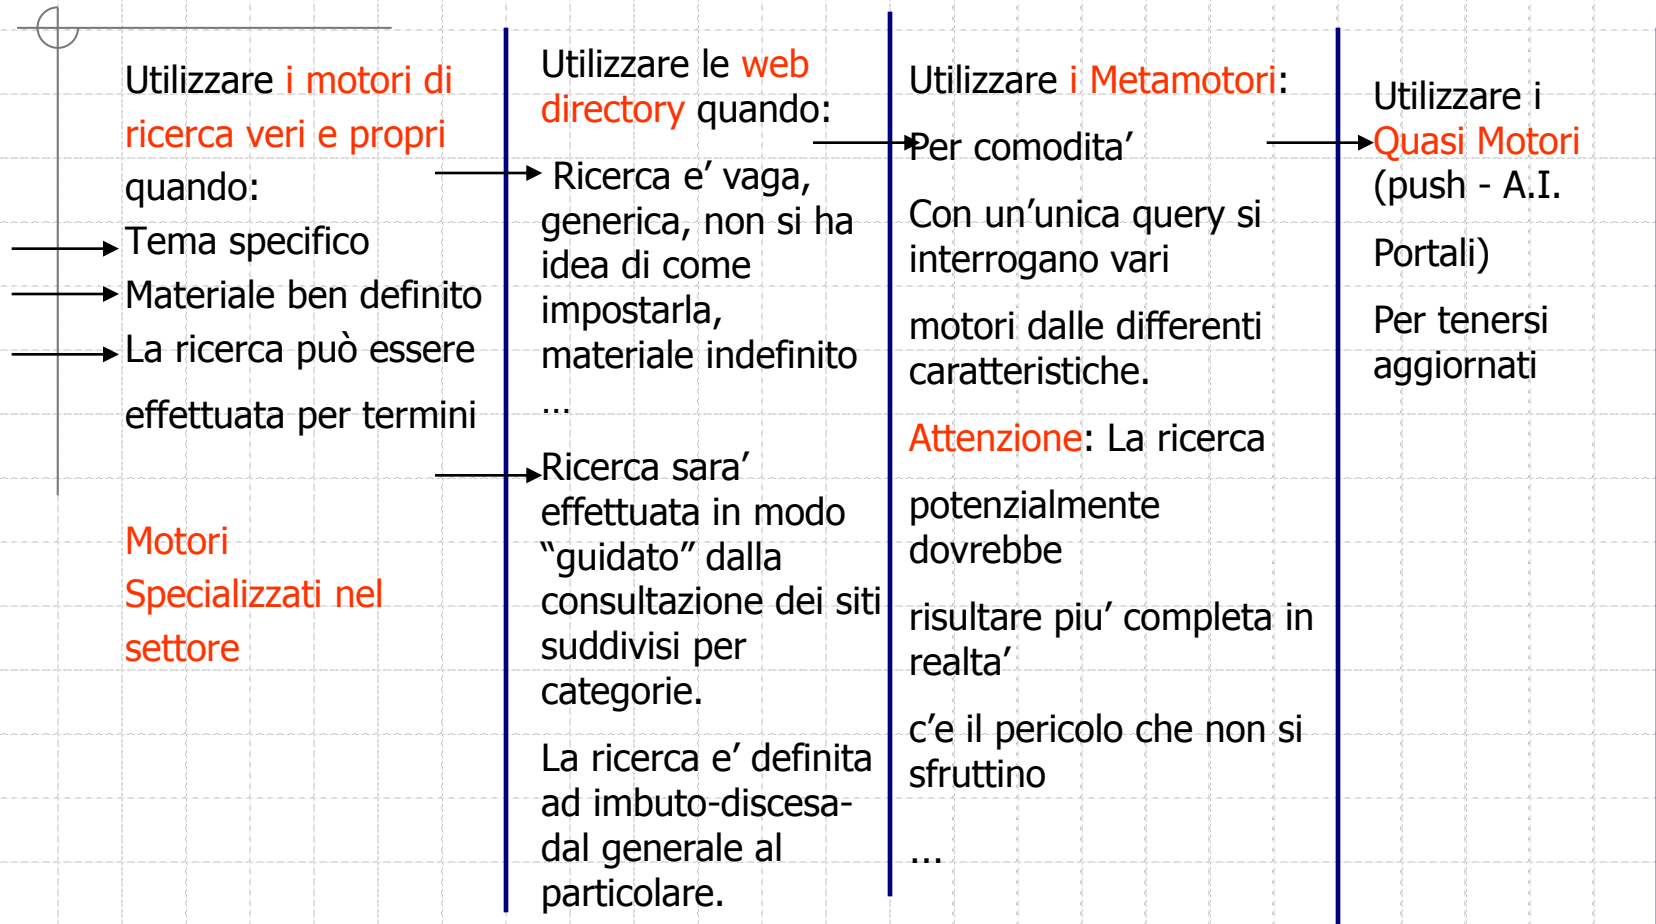 Utilizzare i motori di
ricerca veri e propri
quando:
Tema specifico
Materiale ben definito
La ricerca può essere
effettuata per termini
Motori
Specializzati nel
settore
Utilizzare le web
directory quando:
Ricerca e’ vaga,
generica, non si ha
idea di come
impostarla,
materiale indefinito
…
Ricerca sara’
effettuata in modo
“guidato” dalla
consultazione dei siti
suddivisi per
categorie.
La ricerca e’ definita
ad imbuto-discesa-
dal generale al
particolare.
Utilizzare i Metamotori:
Per comodita’
Con un’unica query si
interrogano vari
motori dalle differenti
caratteristiche.
Attenzione: La ricerca
potenzialmente
dovrebbe
risultare piu’ completa in
realta’
c’e il pericolo che non si
sfruttino
…
Utilizzare i
Quasi Motori
(push - A.I.
Portali)
Per tenersi
aggiornati